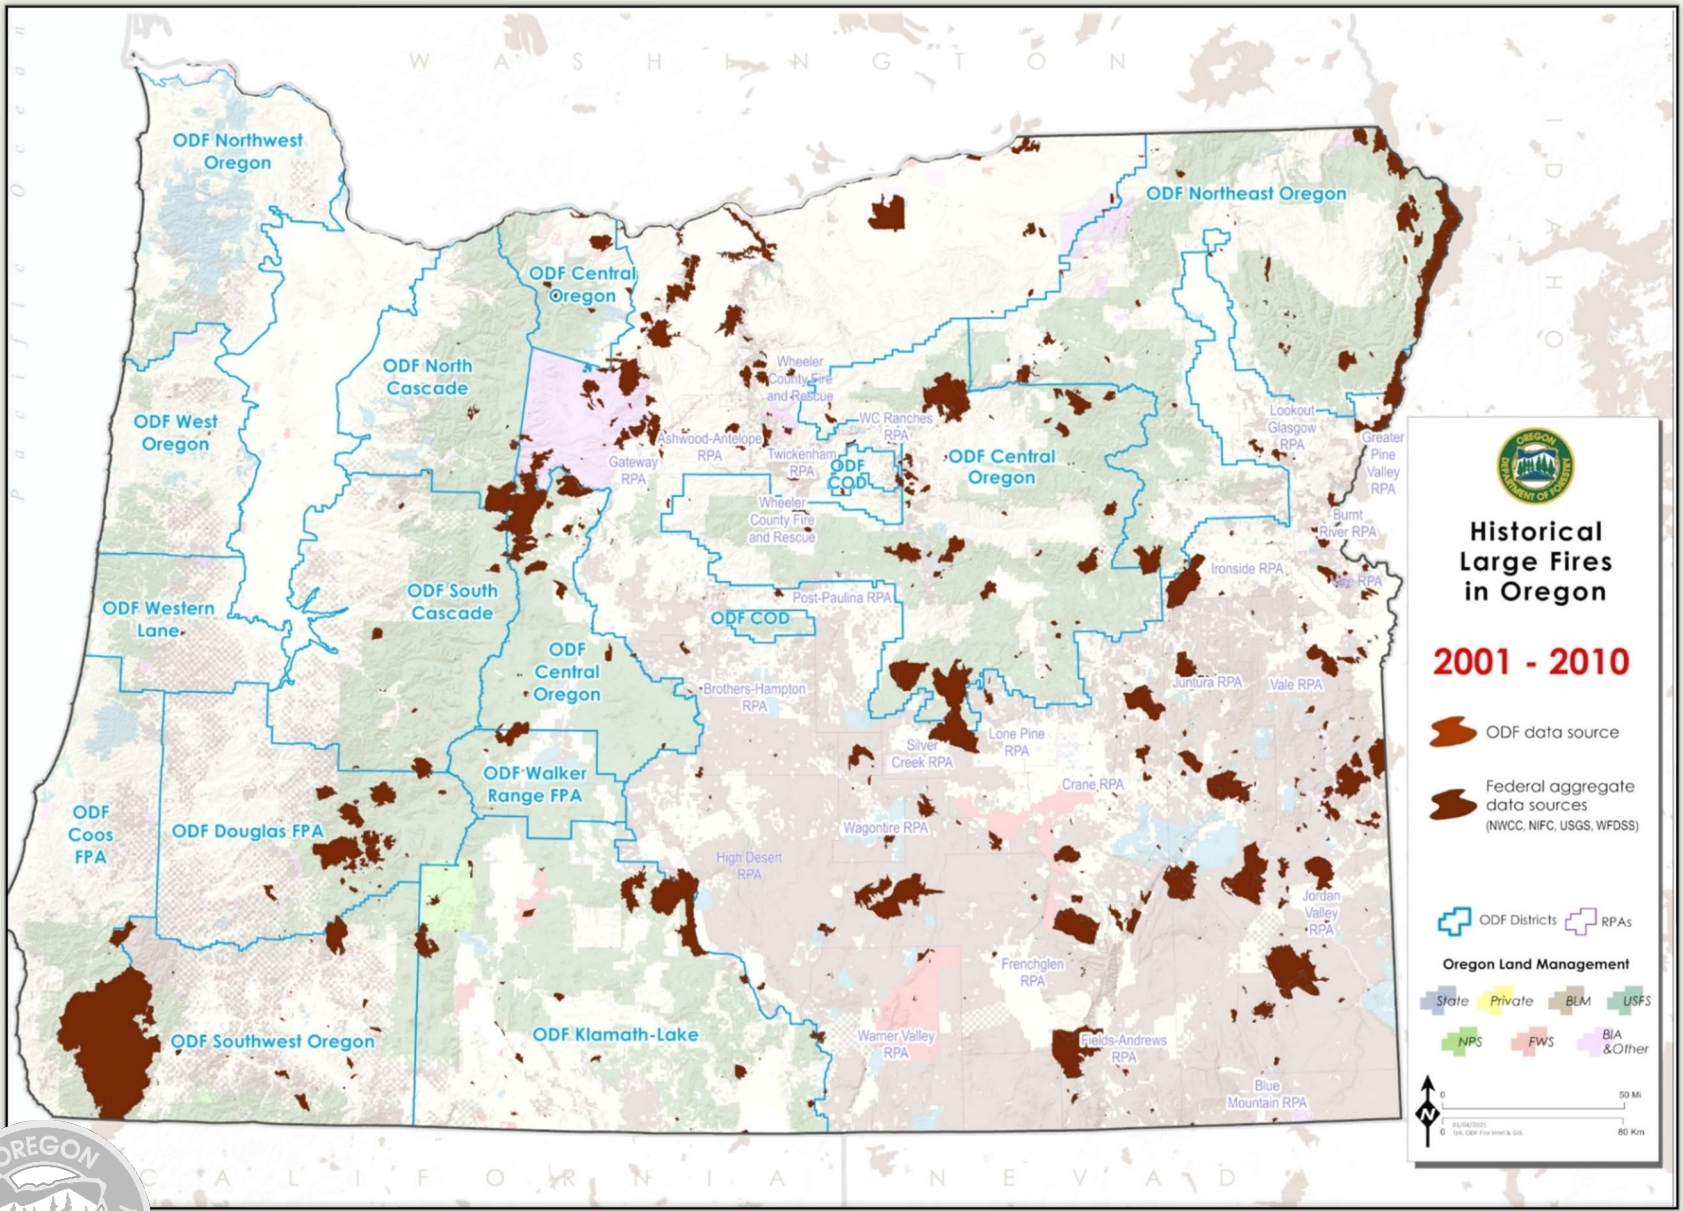 WASHINGTON
Pacific Ocean
IDAHO
ODF Northwest
Oregon
ODF Northeast Oregon
ODF Central
Oregon
ODF North
Cascade
Wheeler
County Fire
and Rescue
ODF West
Oregon
WC Ranches
RPA
Lookout
Glasgow
RPA
Ashwood-Antelope
RPA
Gateway
RPA
Twickenham
RPA
ODF
COD
ODF Central
Oregon
Greater
Pine
Valley
RPA
Wheeler
County Fire
and Rescue
Burnt
River RPA
Ironside RPA
RPA
ODF South
Cascade
Post-Paulina RPA
ODF Western
Lane
ODF COD
ODF
Central
Oregon
Brothers-Hampton
RPA
Juntura RPA
Vale RPA
Silver
Creek RPA
Lone Pine
RPA
ODF Walker
Range FPA
Crane RPA
ODF
Coos
FPA
ODF Douglas FPA
Wagontire RPA
High Desert
RPA
Jordan
Valley
RPA
Frenchglen
RPA
ODF Southwest Oregon
ODF Klamath-Lake
Warner Valley
RPA
Fields-Andrews
RPA
Blue
Mountain RPA
CALIFORNIA
NEVADA
OREGON
DEPARTMENT OF FORESTRY
Historical
Large Fires
in Oregon
2001 - 2010
ODF data source
Federal aggregate
data sources
(NWCC, NIFC, USGS, WFDSS)
ODF Districts
RPAs
Oregon Land Management
State
Private
BLM
USFS
NPS
FWS
BIA
&Other
N
0
50 Mi
0
80 Km
OREGON